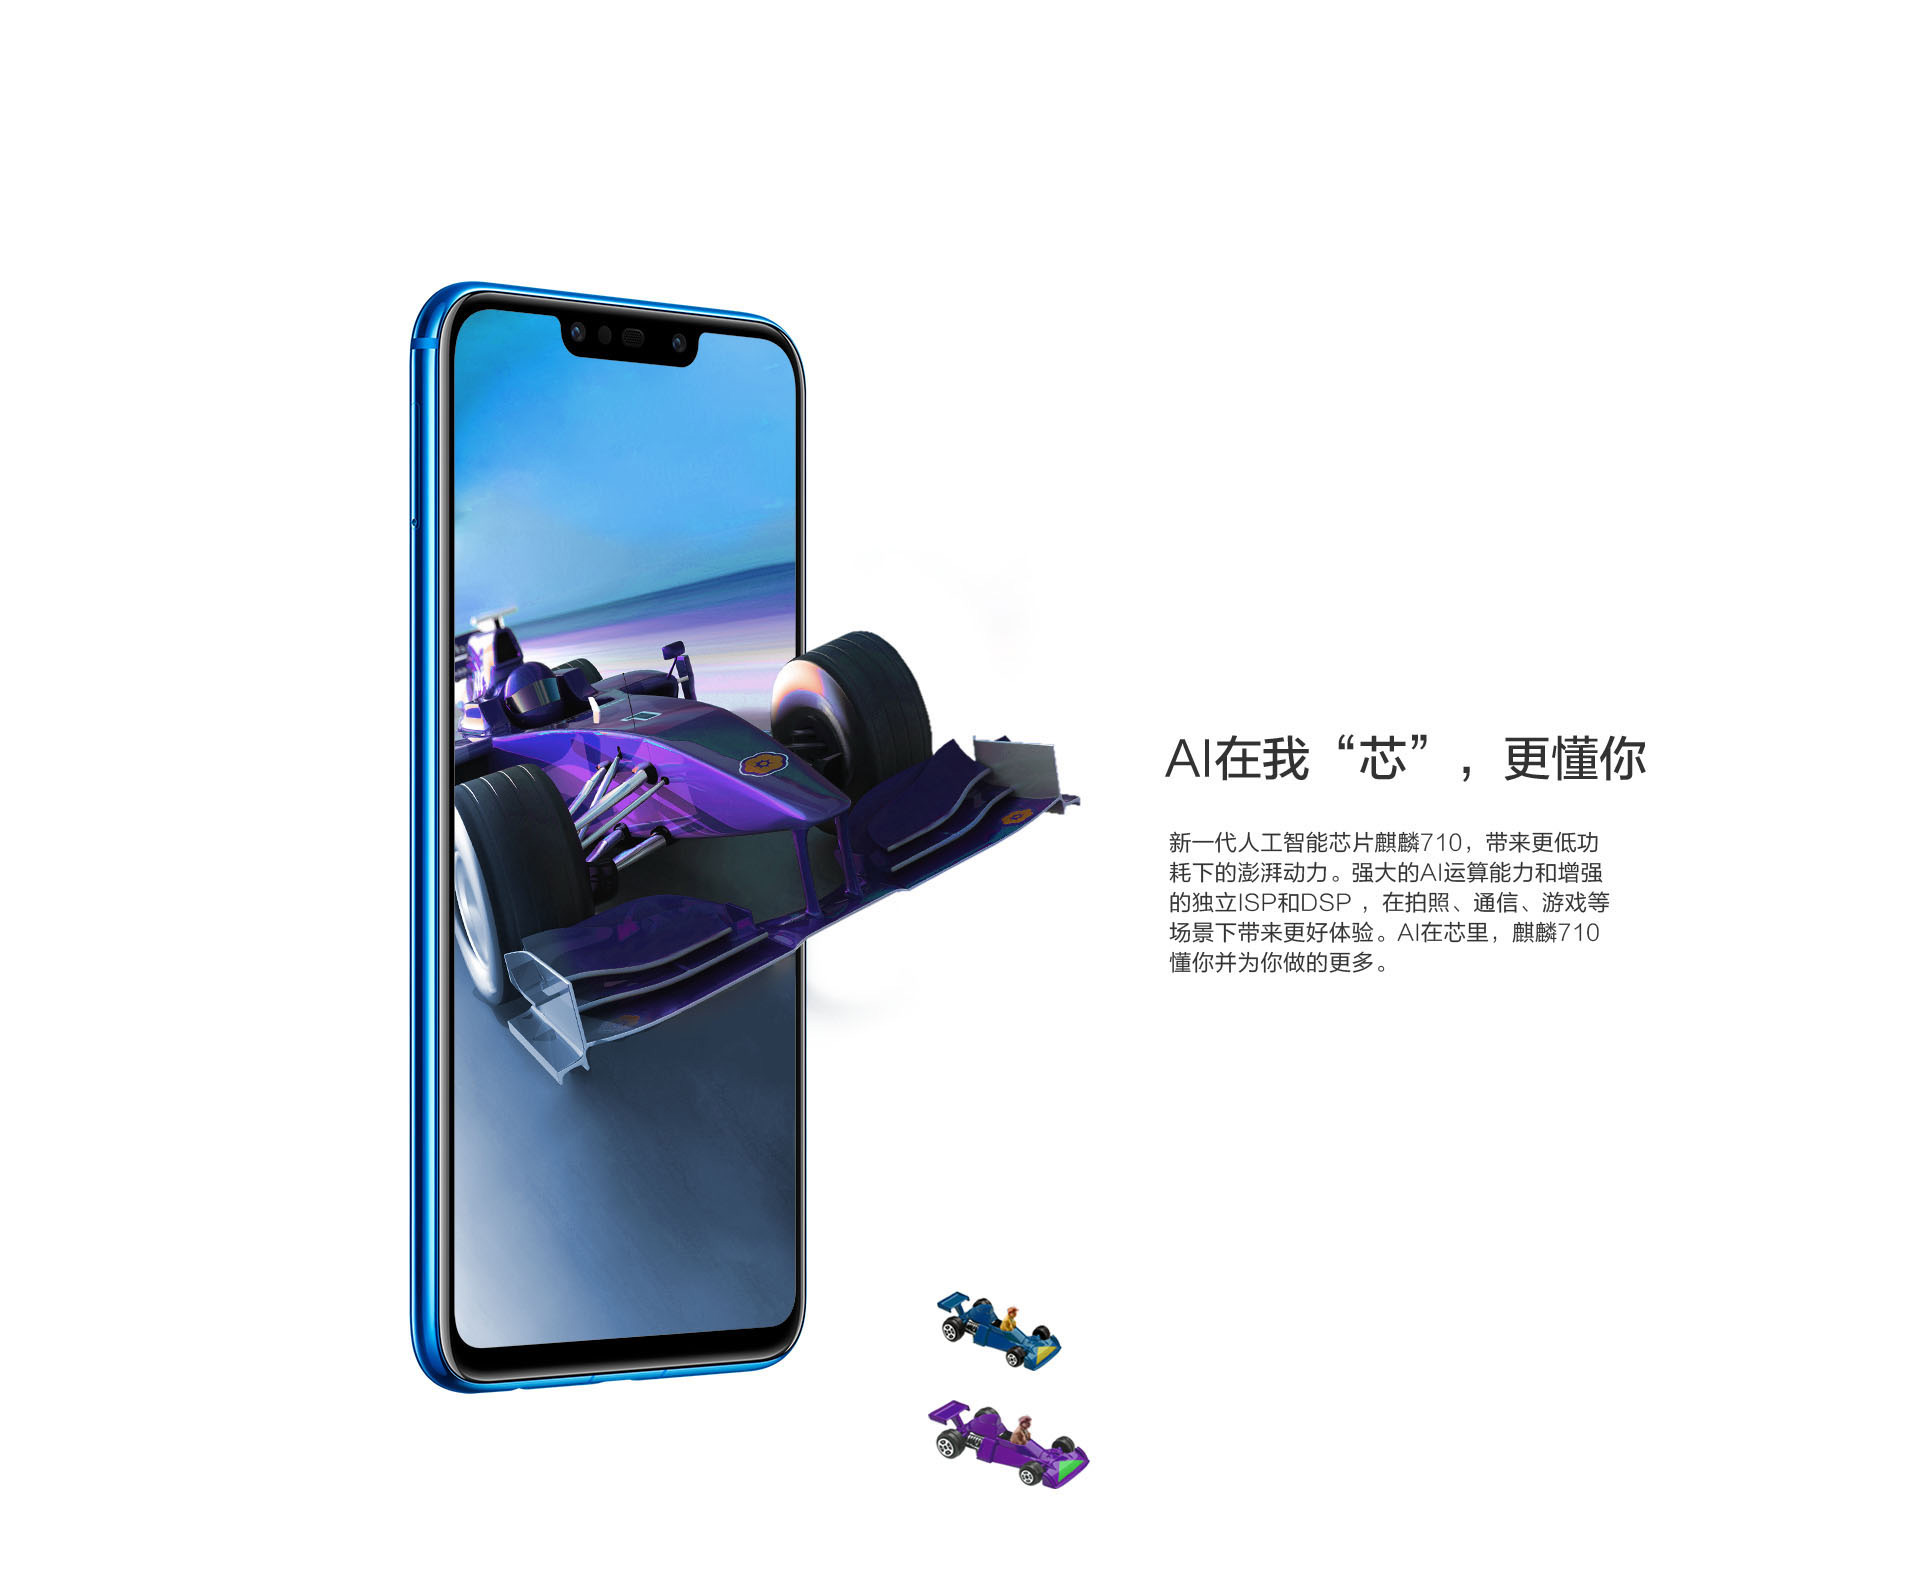 AI在我“芯”，更懂你
新一代人工智能芯片麒麟710，带来更低功
耗下的澎湃动力。强大的AI运算能力和增强
的独立ISP和DSP ，在拍照、通信、游戏等
场景下带来更好体验。AI在芯里，麒麟710
懂你并为你做的更多。